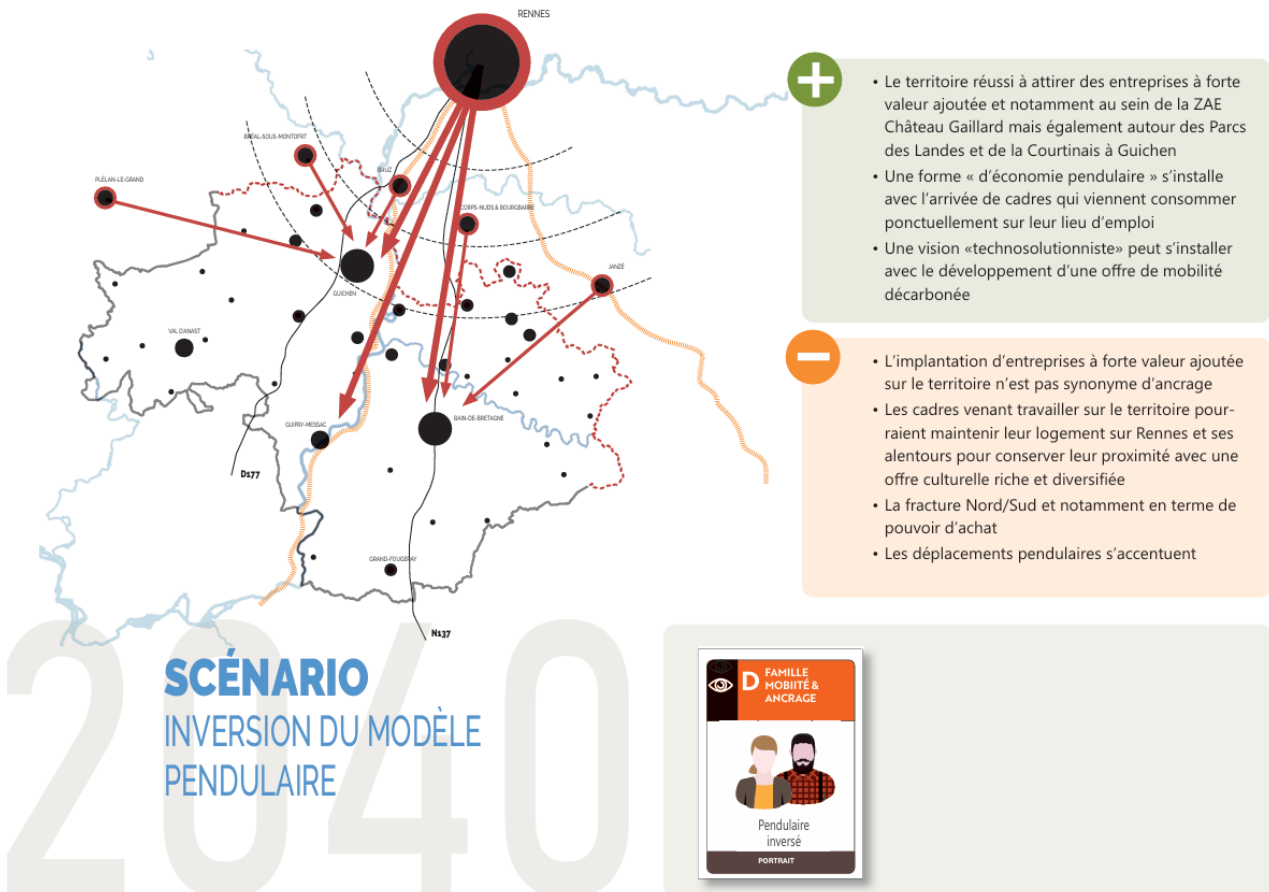 RENNES
BRÉAL-SOUS-MONTOFRT
BRUZ
PLÉLAN-LE-GRAND
CORPS-NUDS & BOURGBARRÉ
JANZÉ
GUICHEN
VAL D'ANAST
GUIPRY-MESSAC
BAIN-DE-BRETAGNE
D177
GRAND-FOUGERAY
N137
• Le territoire réussi à attirer des entreprises à forte
valeur ajoutée et notamment au sein de la ZAE
Château Gaillard mais également autour des Parcs
des Landes et de la Courtinais à Guichen
• Une forme « d'économie pendulaire » s'installe
avec l'arrivée de cadres qui viennent consommer
ponctuellement sur leur lieu d'emploi
• Une vision «technosolutionniste» peut s'installer
avec le développement d'une offre de mobilité
décarbonée
• L'implantation d'entreprises à forte valeur ajoutée
sur le territoire n'est pas synonyme d'ancrage
• Les cadres venant travailler sur le territoire pour-
raient maintenir leur logement sur Rennes et ses
alentours pour conserver leur proximité avec une
offre culturelle riche et diversifiée
• La fracture Nord/Sud et notamment en terme de
pouvoir d'achat
• Les déplacements pendulaires s'accentuent
2040
SCÉNARIO
INVERSION DU MODÈLE
PENDULAIRE
D FAMILLE
MOBIITÉ &
ANCRAGE
Pendulaire
inversé
PORTRAIT